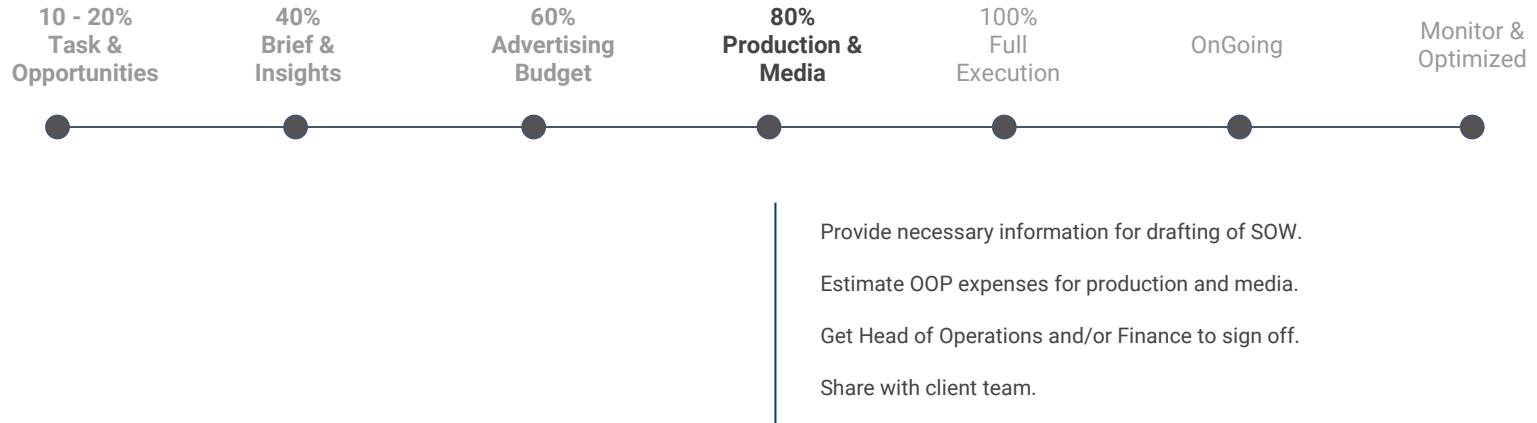 10 - 20%
Task &
Opportunities
40%
Brief &
Insights
60%
Advertising
Budget
80%
Production &
Media
100%
Full
Execution
OnGoing
Monitor &
Optimized
Provide necessary information for drafting of SOW.
Estimate OOP expenses for production and media.
Get Head of Operations and/or Finance to sign off.
Share with client team.